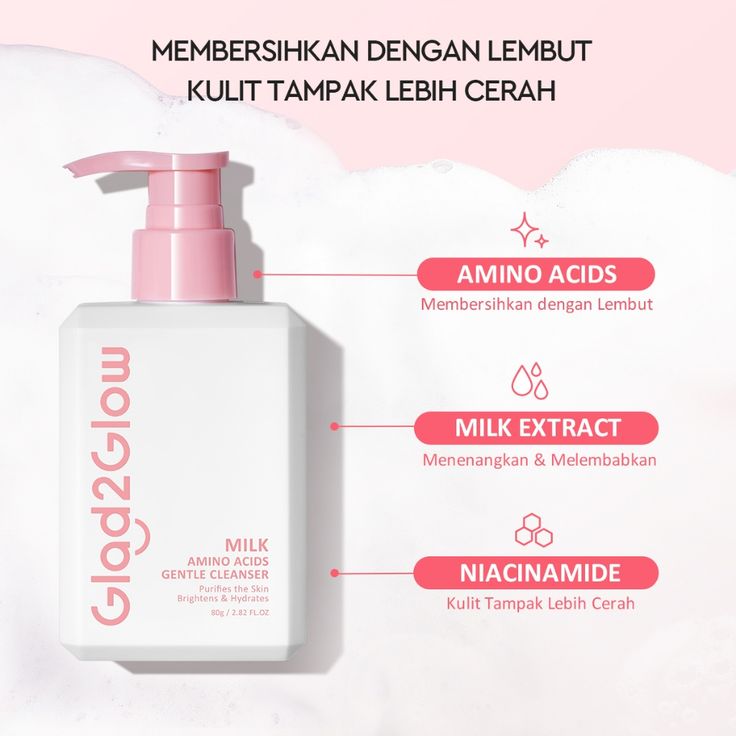 MEMBERSIHKAN DENGAN LEMBUT
KULIT TAMPAK LEBIH CERAH
AMINO ACIDS
Membersihkan dengan Lembut
MILK EXTRACT
Menenangkan & Melembabkan
NIACINAMIDE
Kulit Tampak Lebih Cerah
Glad2Glow
MILK
AMINO ACIDS
GENTLE CLEANSER
Purifies the Skin
Brightens & Hydrates
80g / 2.82 FL.OZ